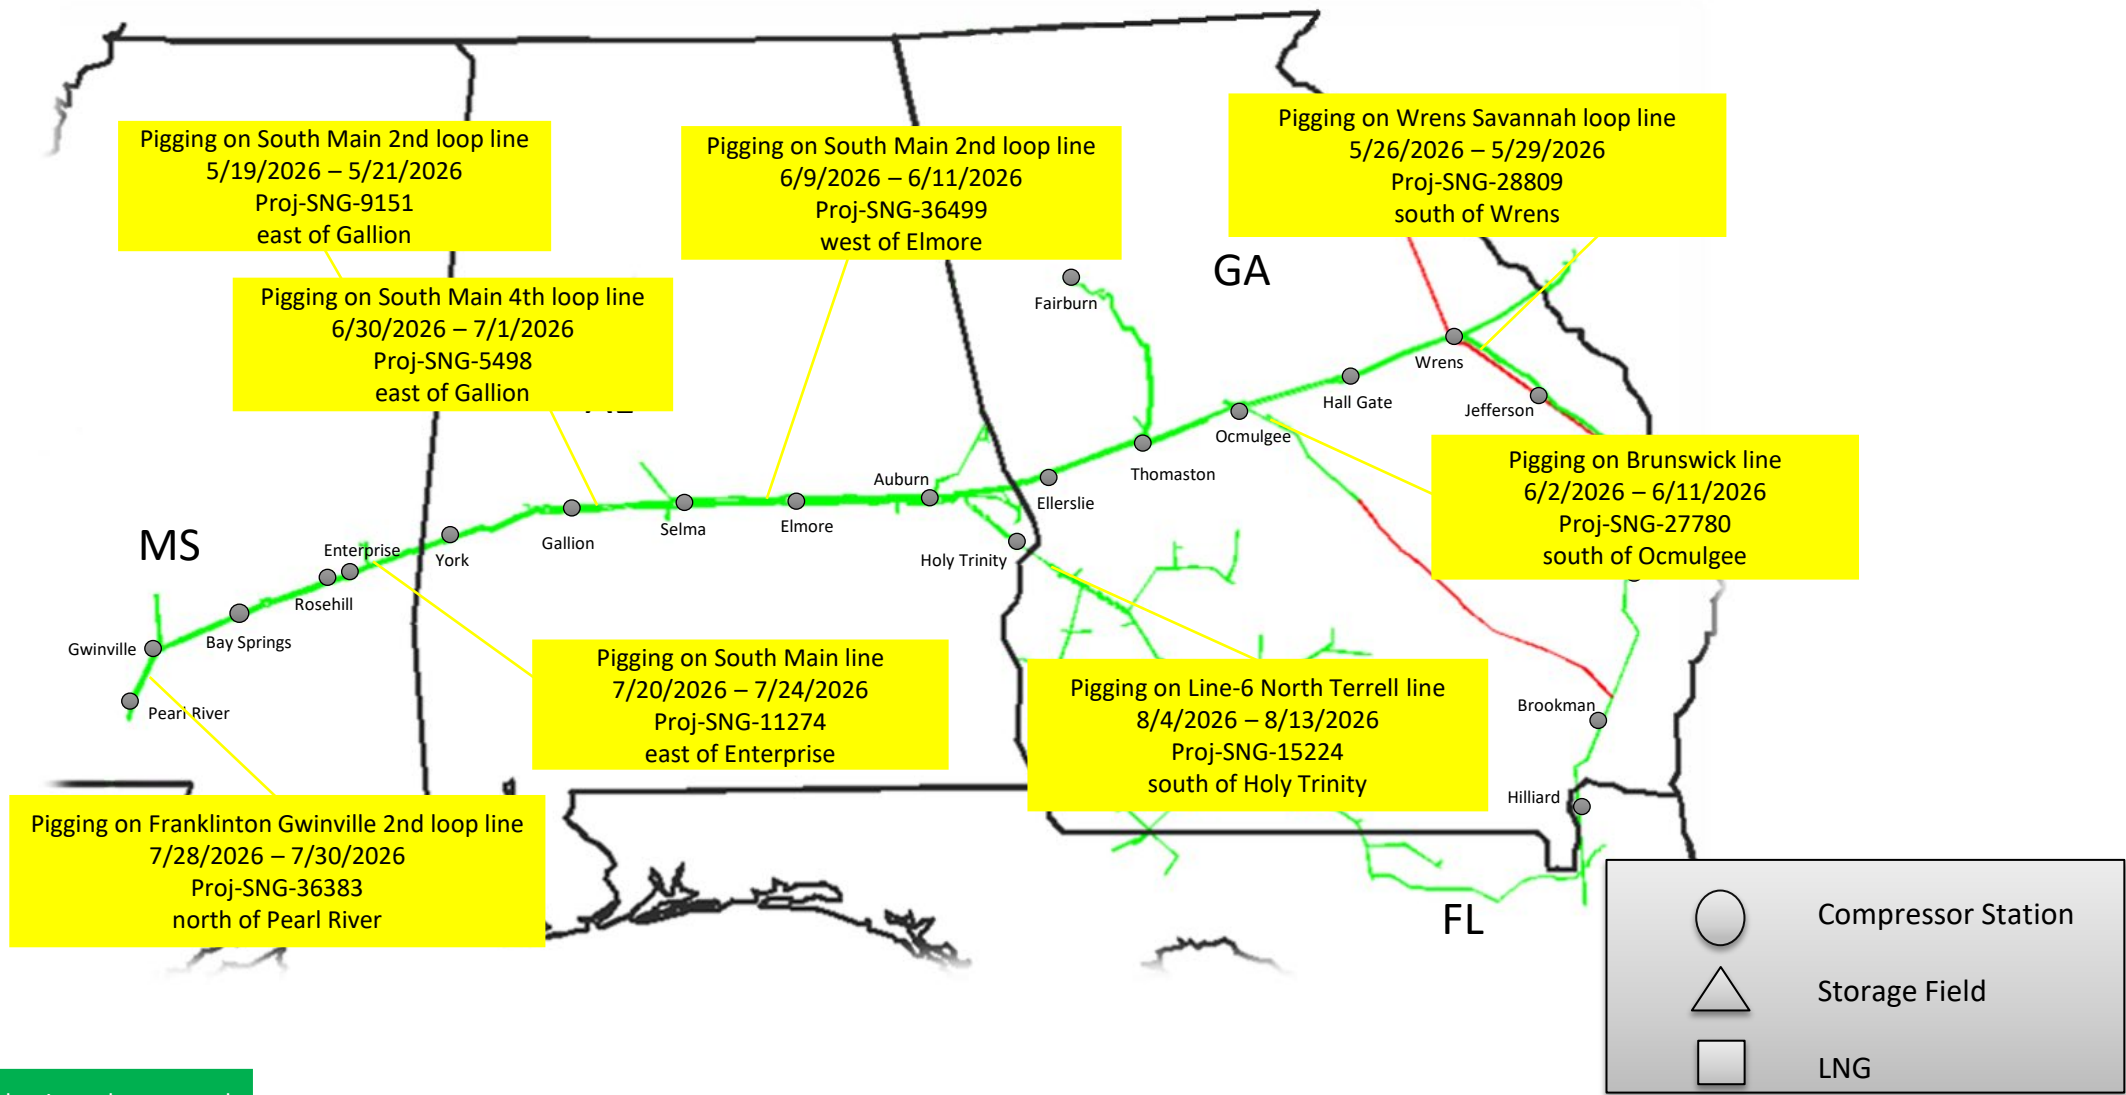 Pigging on South Main 2nd loop line
5/19/2026 – 5/21/2026
Proj-SNG-9151
east of Gallion
Pigging on South Main 4th loop line
6/30/2026 – 7/1/2026
Proj-SNG-5498
east of Gallion
Pigging on South Main 2nd loop line
6/9/2026 – 6/11/2026
Proj-SNG-36499
west of Elmore
Pigging on Wrens Savannah loop line
5/26/2026 – 5/29/2026
Proj-SNG-28809
south of Wrens
GA
Fairburn
Wrens
Hall Gate
Jefferson
Ocmulgee
Thomaston
Pigging on Brunswick line
6/2/2026 – 6/11/2026
Proj-SNG-27780
south of Ocmulgee
Auburn
Ellerslie
Selma
Elmore
Gallion
Holy Trinity
MS
Enterprise
York
Rosehill
Bay Springs
Gwinville
Pearl River
Pigging on South Main line
7/20/2026 – 7/24/2026
Proj-SNG-11274
east of Enterprise
Pigging on Line-6 North Terrell line
8/4/2026 – 8/13/2026
Proj-SNG-15224
south of Holy Trinity
Brookman
Hilliard
Pigging on Franklinton Gwinville 2nd loop line
7/28/2026 – 7/30/2026
Proj-SNG-36383
north of Pearl River
FL
Compressor Station
Storage Field
LNG